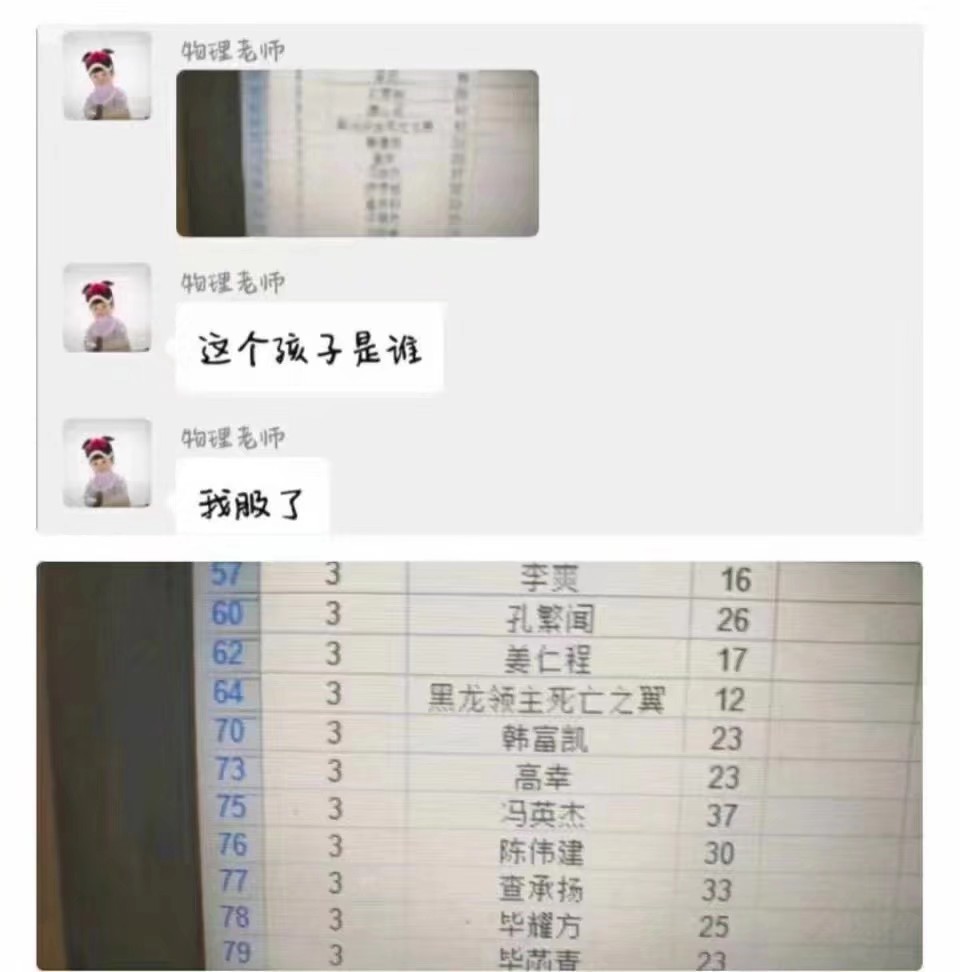 物理老师
物理老师
这个孩子是谁
物理老师
我服了
57 3 李爽 16
60 3 孔繁闻 26
62 3 姜仁程 17
64 3 黑龙领主死亡之翼 12
70 3 韩富凯 23
73 3 高幸 23
75 3 冯英杰 37
76 3 陈伟建 30
77 3 查承扬 33
78 3 毕耀方 25
79 3 毕菡青 23